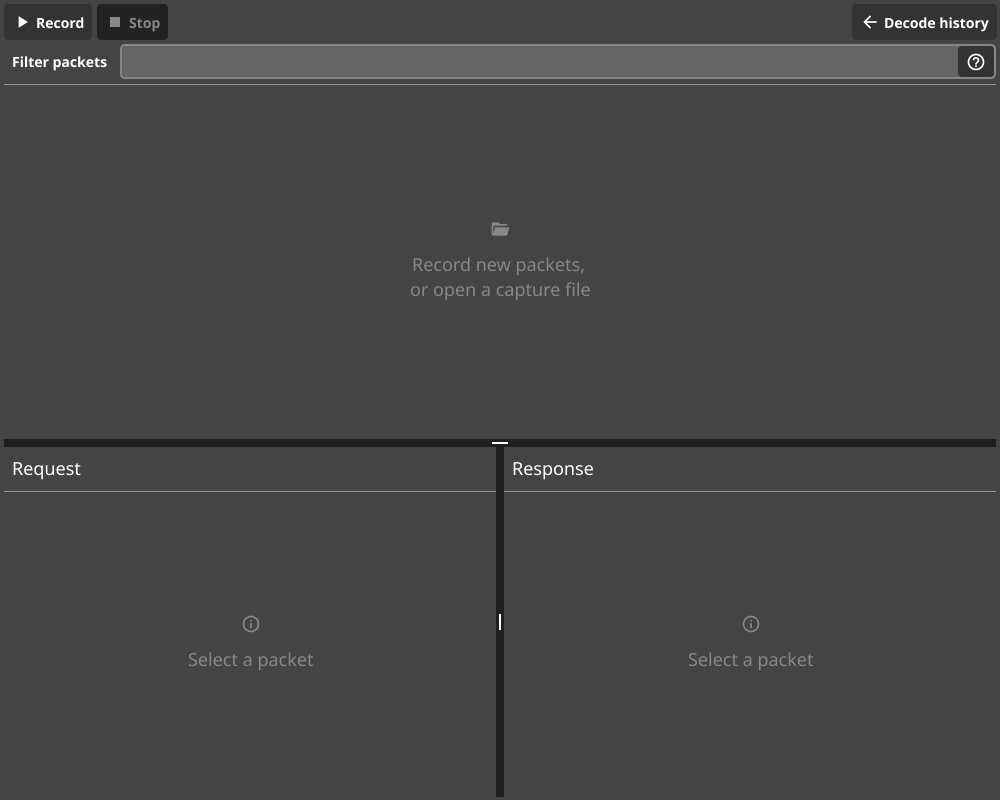 Record
Stop
Decode history
Filter packets
Record new packets,
or open a capture file
Request
Response
Select a packet
Select a packet